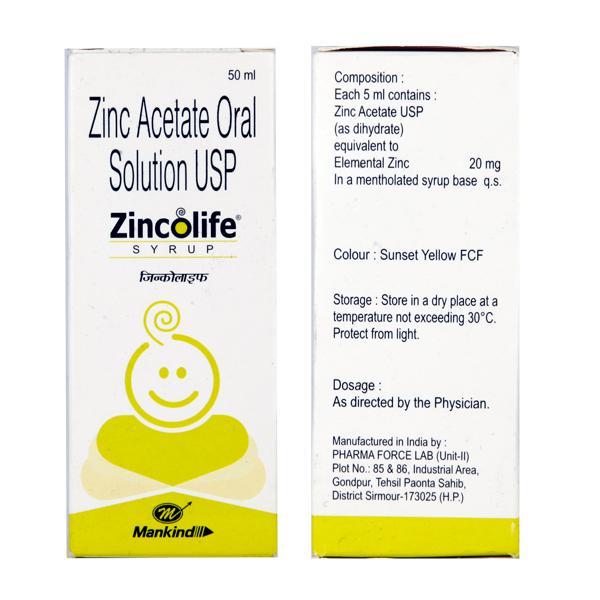 50 ml
Zinc Acetate Oral
Solution USP
Zincolife®
SYRUP
जिन्कोलाइफ
M
Mankind
Composition :
Each 5 ml contains :
Zinc Acetate USP
(as dihydrate)
equivalent to
Elemental Zinc 20 mg
In a mentholated syrup base q.s.
Colour : Sunset Yellow FCF
Storage : Store in a dry place at a
temperature not exceeding 30°C.
Protect from light.
Dosage :
As directed by the Physician.
Manufactured in India by :
PHARMA FORCE LAB (Unit-II)
Plot No.: 85 & 86, Industrial Area,
Gondpur, Tehsil Paonta Sahib,
District Sirmour-173025 (H.P.)